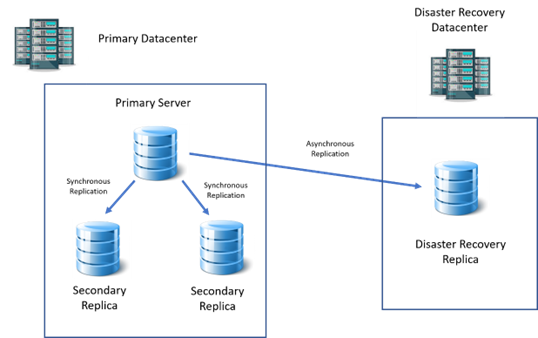 Primary Datacenter
Disaster Recovery
Datacenter
Primary Server
Asynchronous
Replication
Synchronous
Replication
Synchronous
Replication
Disaster Recovery
Replica
Secondary
Replica
Secondary
Replica